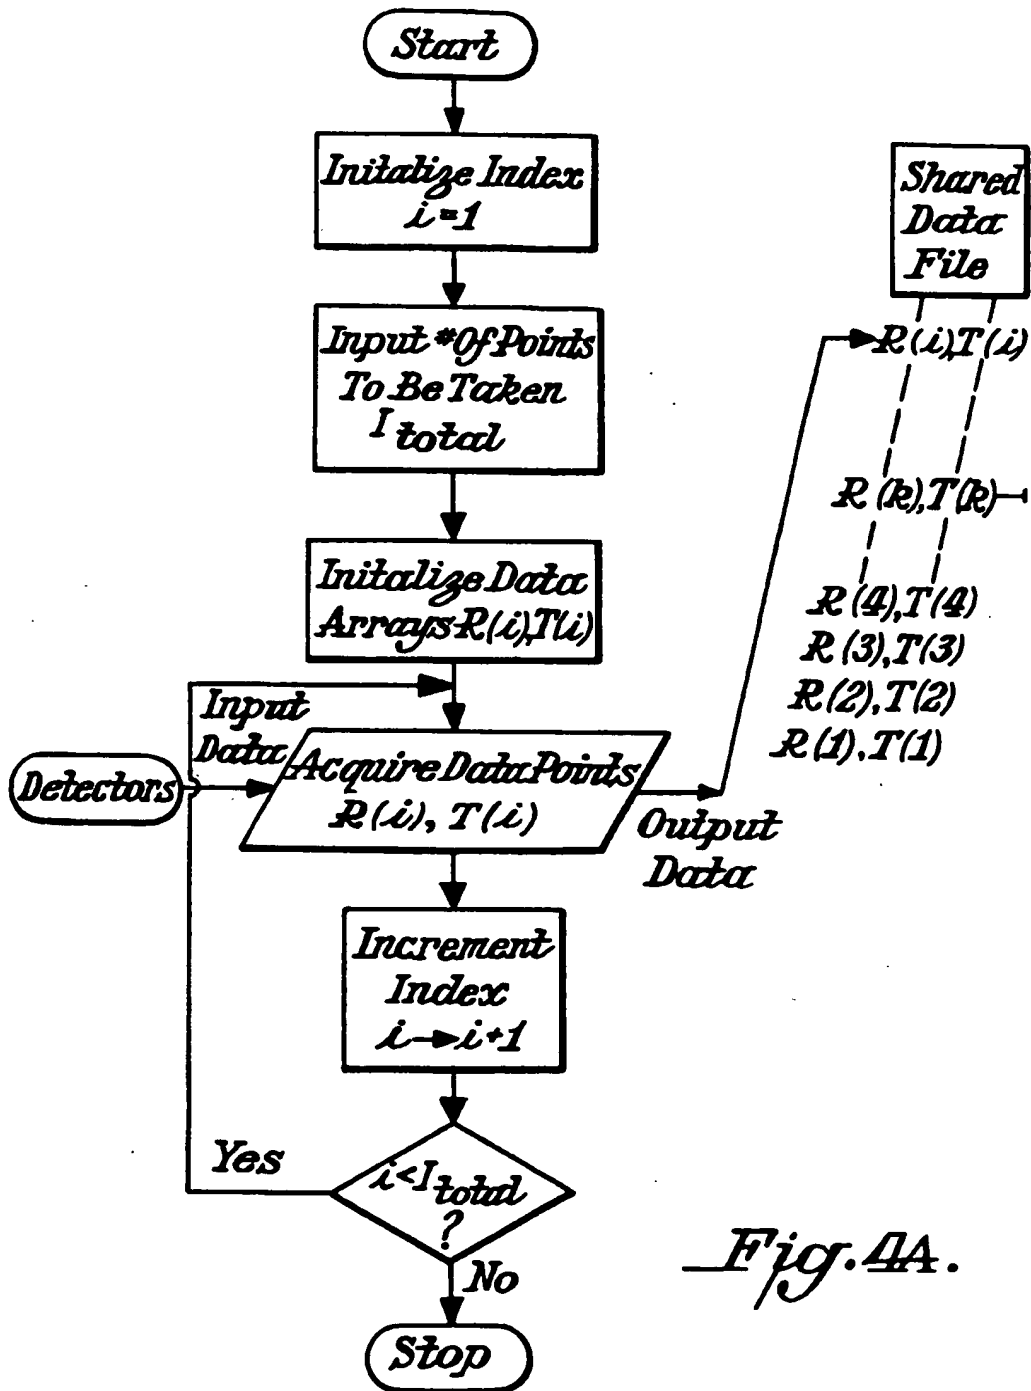 Start
Initalize Index
i=1
Input #Of Points
To Be Taken
I total
Initalize Data
Arrays-R(i),T(i)
Input
Data
Detectors
Acquire Data Points
R(i), T(i)
Output
Data
Increment
Index
i→i+1
Yes
i<I total
?
No
Stop
Shared
Data
File
R(i),T(i)
R(k),T(k)
R(4),T(4)
R(3),T(3)
R(2),T(2)
R(1),T(1)
Fig.4A.